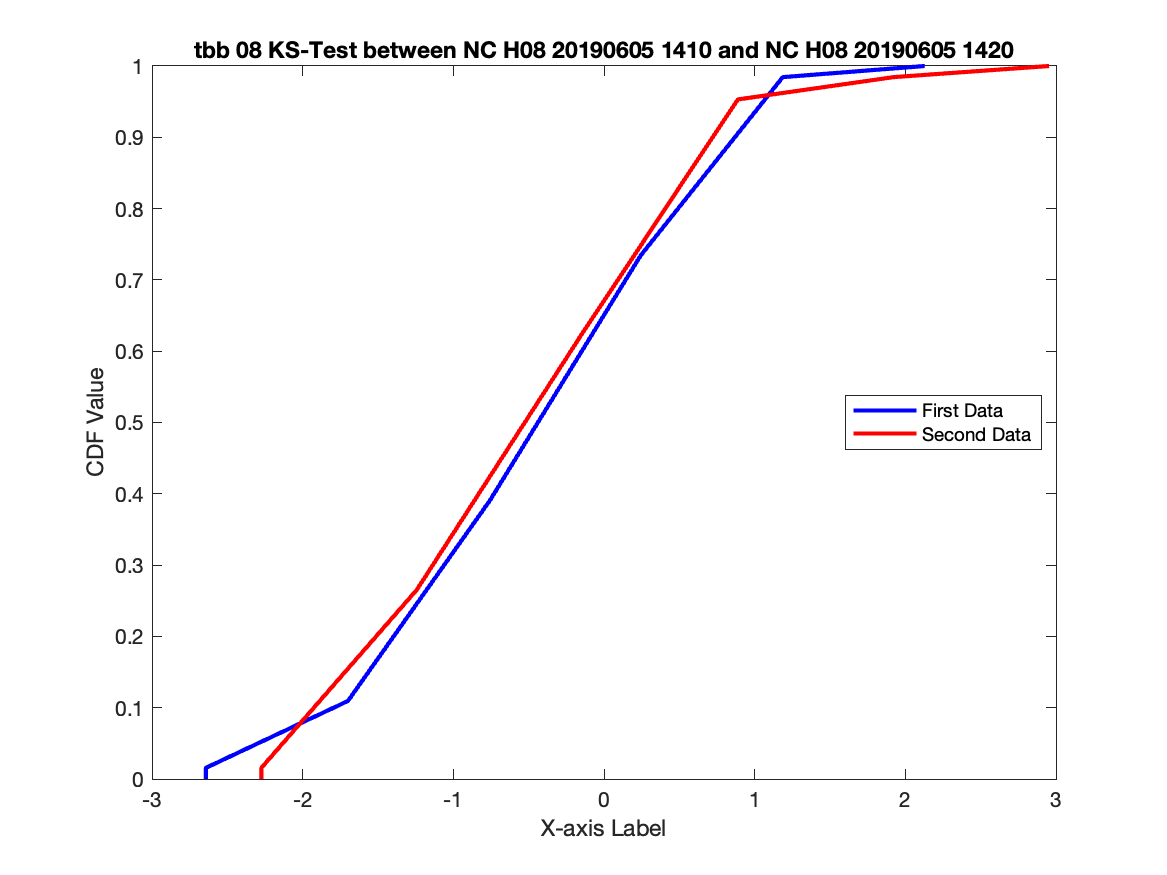 tbb 08 KS-Test between NC H08 20190605 1410 and NC H08 20190605 1420
1
0.9
0.8
0.7
0.6
0.5
0.4
0.3
0.2
0.1
0
CDF Value
First Data
Second Data
-3 -2 -1 0 1 2 3
X-axis Label